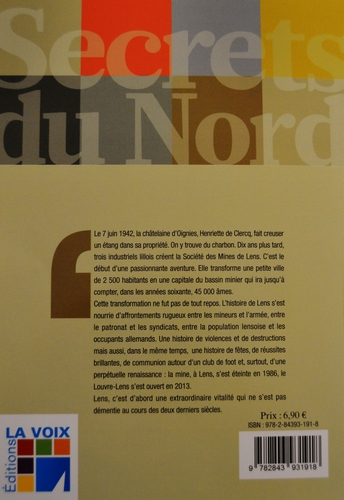 Secrets
du Nord
Le 7 juin 1942, la châtelaine d'Oignies, Henriette de Clercq, fait creuser
un étang dans sa propriété. On y trouve du charbon. Dix ans plus tard,
trois industriels lillois créent la Société des Mines de Lens. C'est le
début d'une passionnante aventure. Elle transforme une petite ville
de 2 500 habitants en une capitale du bassin minier qui ira jusqu'à
compter, dans les années soixante, 45 000 âmes.
Cette transformation ne fut pas de tout repos. L'histoire de Lens s'est
nourrie d'affrontements rugueux entre les mineurs et l'armée, entre
le patronat et les syndicats, entre la population lensoise et les
occupants allemands. Une histoire de violences et de destructions
mais aussi, dans le même temps, une histoire de fêtes, de réussites
brillantes, de communion autour d'un club de foot et, surtout, d'une
perpétuelle renaissance : la mine, à Lens, s'est éteinte en 1986, le
Louvre-Lens s'est ouvert en 2013.
Lens, c'est d'abord une extraordinaire vitalité qui ne s'est pas
démentie au cours des deux derniers siècles.
Prix : 6,90 €
ISBN : 978-2-84393-191-8
9 782843 931918
Éditions LA VOIX